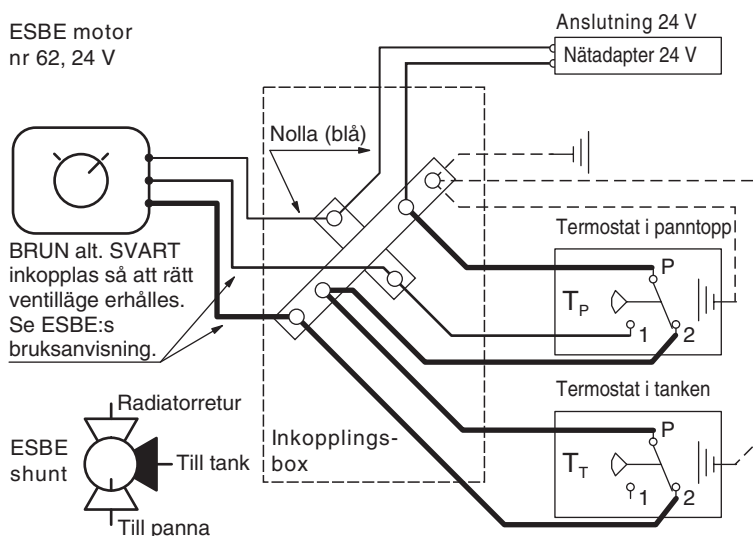 ESBE motor
nr 62, 24 V
Anslutning 24 V
Nätadapter 24 V
Nolla (blå)
BRUN alt. SVART
inkopplas så att rätt
ventilläge erhålles.
Se ESBE:s
bruksanvisning.
Termostat i panntopp
P
TP
1
2
Termostat i tanken
P
TT
1
2
Inkopplings-
box
Radiatorretur
ESBE
shunt
Till tank
Till panna